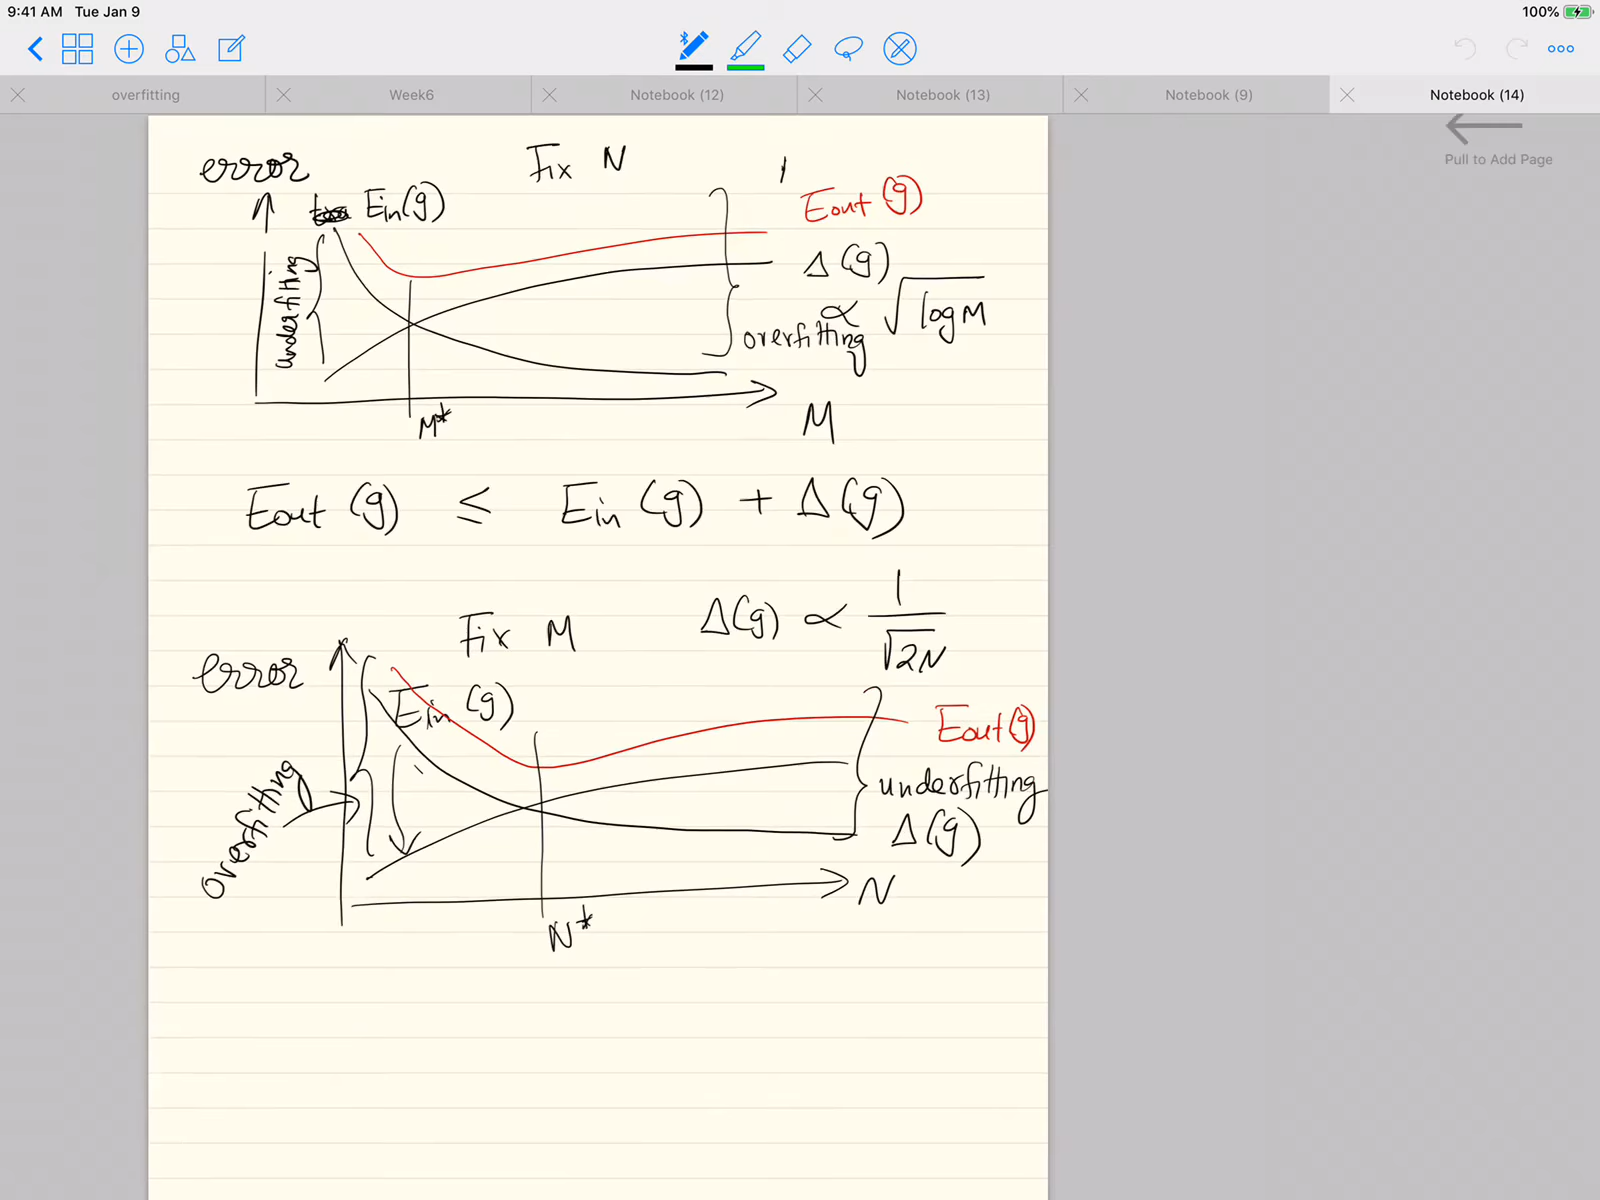 9:41 AM Tue Jan 9
100%
overfitting
Week6
Notebook (12)
Notebook (13)
Notebook (9)
Notebook (14)
Pull to Add Page
error
Fix N
Ein(g)
Eout(g)
underfitting
Δ(g)
∝ √log M
overfitting
M*
M
Eout(g) ≤ Ein(g) + Δ(g)
Fix M
Δ(g) ∝ 1/√2N
error
Ein(g)
Eout(g)
overfitting
underfitting
Δ(g)
N
N*